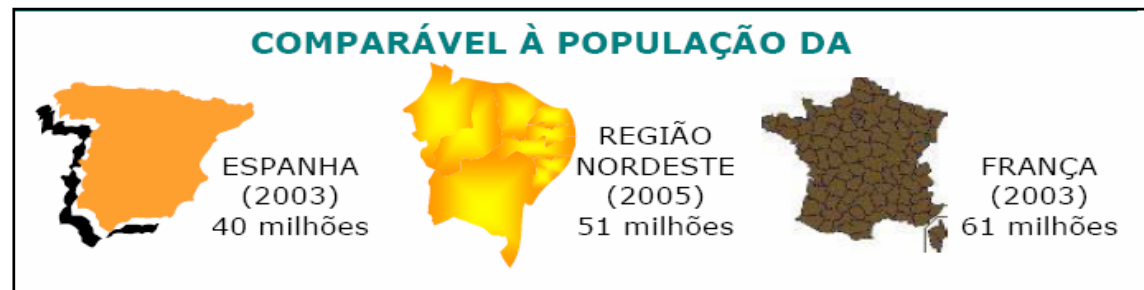 COMPARÁVEL À POPULAÇÃO DA
ESPANHA
(2003)
40 milhões
REGIÃO
NORDESTE
(2005)
51 milhões
FRANÇA
(2003)
61 milhões